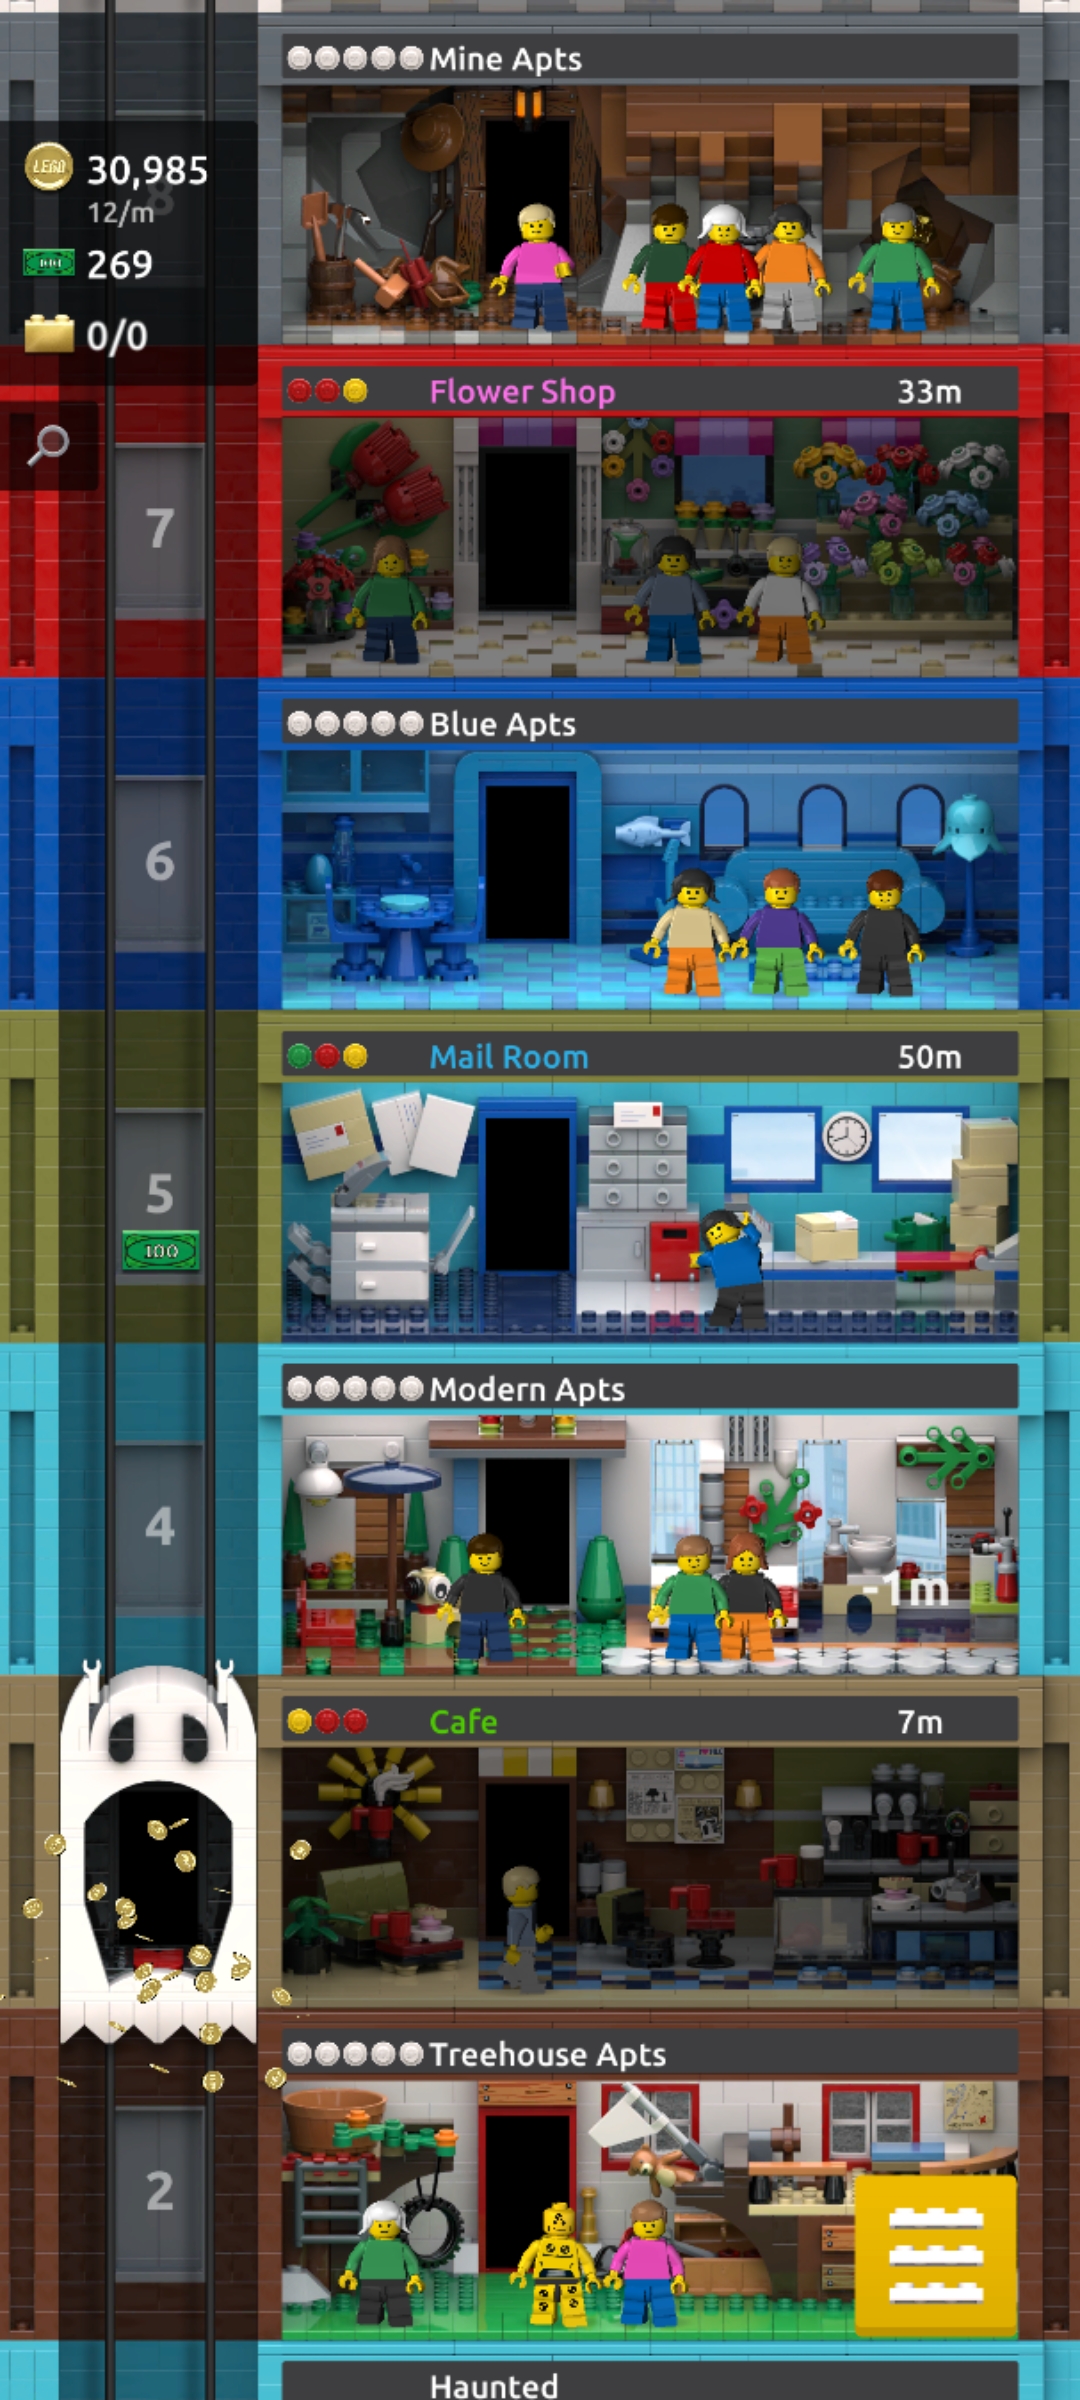 Mine Apts
LEGO 30,985
8
12/m
269
0/0
Flower Shop 33m
7
Blue Apts
6
Mail Room 50m
5
100
Modern Apts
4
-1m
Cafe 7m
Treehouse Apts
2
Haunted